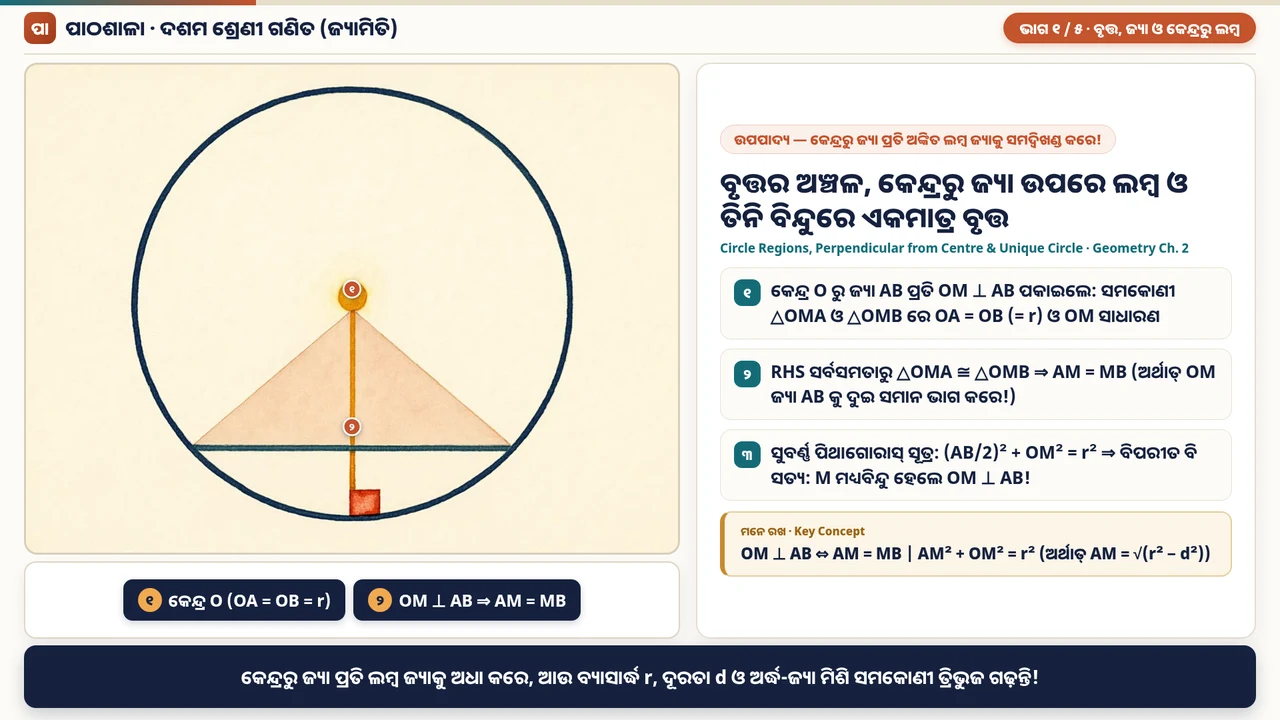 ପା ପାଠଶାଳା · ଦଶମ ଶ୍ରେଣୀ ଗଣିତ (ଜ୍ୟାମିତି)
ଭାଗ ୧ / ୫ · ବୃତ୍ତ, ଜ୍ୟା ଓ କେନ୍ଦ୍ରରୁ ଲମ୍ବ
୧
୨
୧ କେନ୍ଦ୍ର O (OA = OB = r)
୨ OM ⊥ AB ⇒ AM = MB
ଉପପାଦ୍ୟ — କେନ୍ଦ୍ରରୁ ଜ୍ୟା ପ୍ରତି ଅଙ୍କିତ ଲମ୍ବ ଜ୍ୟାକୁ ସମଦ୍ବିଖଣ୍ଡ କରେ!
ବୃତ୍ତର ଅଞ୍ଚଳ, କେନ୍ଦ୍ରରୁ ଜ୍ୟା ଉପରେ ଲମ୍ବ ଓ
ତିନି ବିନ୍ଦୁରେ ଏକମାତ୍ର ବୃତ୍ତ
Circle Regions, Perpendicular from Centre & Unique Circle · Geometry Ch. 2
୧ କେନ୍ଦ୍ର O ରୁ ଜ୍ୟା AB ପ୍ରତି OM ⊥ AB ପକାଇଲେ: ସମକୋଣୀ
△OMA ଓ △OMB ରେ OA = OB (= r) ଓ OM ସାଧାରଣ
୨ RHS ସର୍ବସମତାରୁ △OMA ≅ △OMB ⇒ AM = MB (ଅର୍ଥାତ୍ OM
ଜ୍ୟା AB କୁ ଦୁଇ ସମାନ ଭାଗ କରେ!)
୩ ସୁବର୍ଣ୍ଣ ପିଥାଗୋରାସ୍ ସୂତ୍ର: (AB/2)² + OM² = r² ⇒ ବିପରୀତ ବି
ସତ୍ୟ: M ମଧ୍ୟବିନ୍ଦୁ ହେଲେ OM ⊥ AB!
ମନେ ରଖ · Key Concept
OM ⊥ AB ⇔ AM = MB | AM² + OM² = r² (ଅର୍ଥାତ୍ AM = √(r² − d²))
କେନ୍ଦ୍ରରୁ ଜ୍ୟା ପ୍ରତି ଲମ୍ବ ଜ୍ୟାକୁ ଅଧା କରେ, ଆଉ ବ୍ୟାସାର୍ଦ୍ଧ r, ଦୂରତା d ଓ ଅର୍ଦ୍ଧ-ଜ୍ୟା ମିଶି ସମକୋଣୀ ତ୍ରିଭୁଜ ଗଢ଼ନ୍ତି!